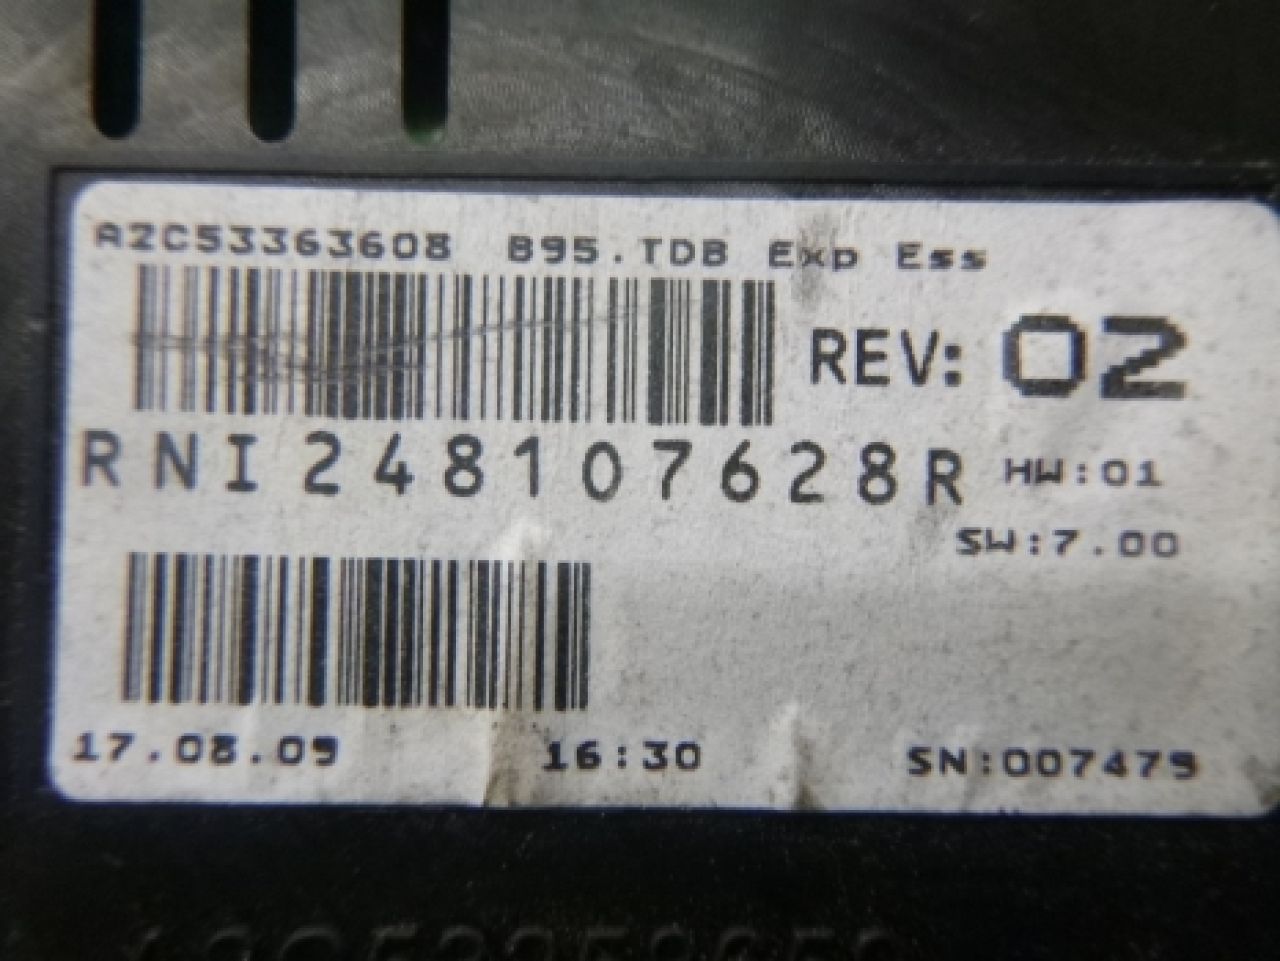 A2C53363608 B95.TDB Exp Ess
REV: 02
RNI248107628R HW:01
SW:7.00
17.08.09 16:30 SN:007479